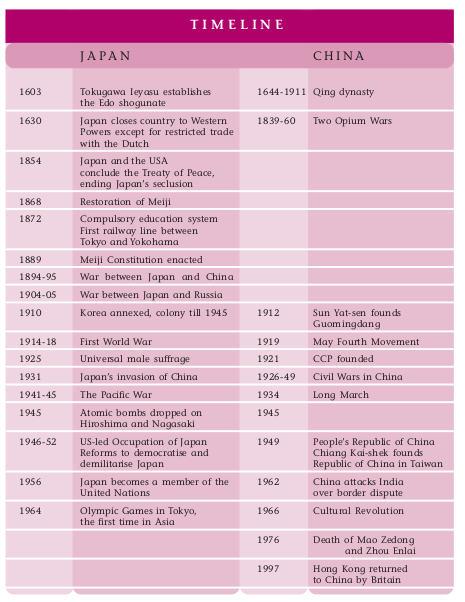 TIMELINE
JAPAN CHINA
1603 Tokugawa Ieyasu establishes 1644-1911 Qing dynasty
the Edo shogunate
1630 Japan closes country to Western 1839-60 Two Opium Wars
Powers except for restricted trade
with the Dutch
1854 Japan and the USA
conclude the Treaty of Peace,
ending Japan's seclusion
1868 Restoration of Meiji
1872 Compulsory education system
First railway line between
Tokyo and Yokohama
1889 Meiji Constitution enacted
1894-95 War between Japan and China
1904-05 War between Japan and Russia
1910 Korea annexed, colony till 1945 1912 Sun Yat-sen founds
Guomingdang
1914-18 First World War 1919 May Fourth Movement
1925 Universal male suffrage 1921 CCP founded
1931 Japan's invasion of China 1926-49 Civil Wars in China
1941-45 The Pacific War 1934 Long March
1945 Atomic bombs dropped on 1945
Hiroshima and Nagasaki
1946-52 US-led Occupation of Japan 1949 People's Republic of China
Reforms to democratise and Chiang Kai-shek founds
demilitarise Japan Republic of China in Taiwan
1956 Japan becomes a member of the 1962 China attacks India
United Nations over border dispute
1964 Olympic Games in Tokyo, 1966 Cultural Revolution
the first time in Asia
1976 Death of Mao Zedong
and Zhou Enlai
1997 Hong Kong returned
to China by Britain